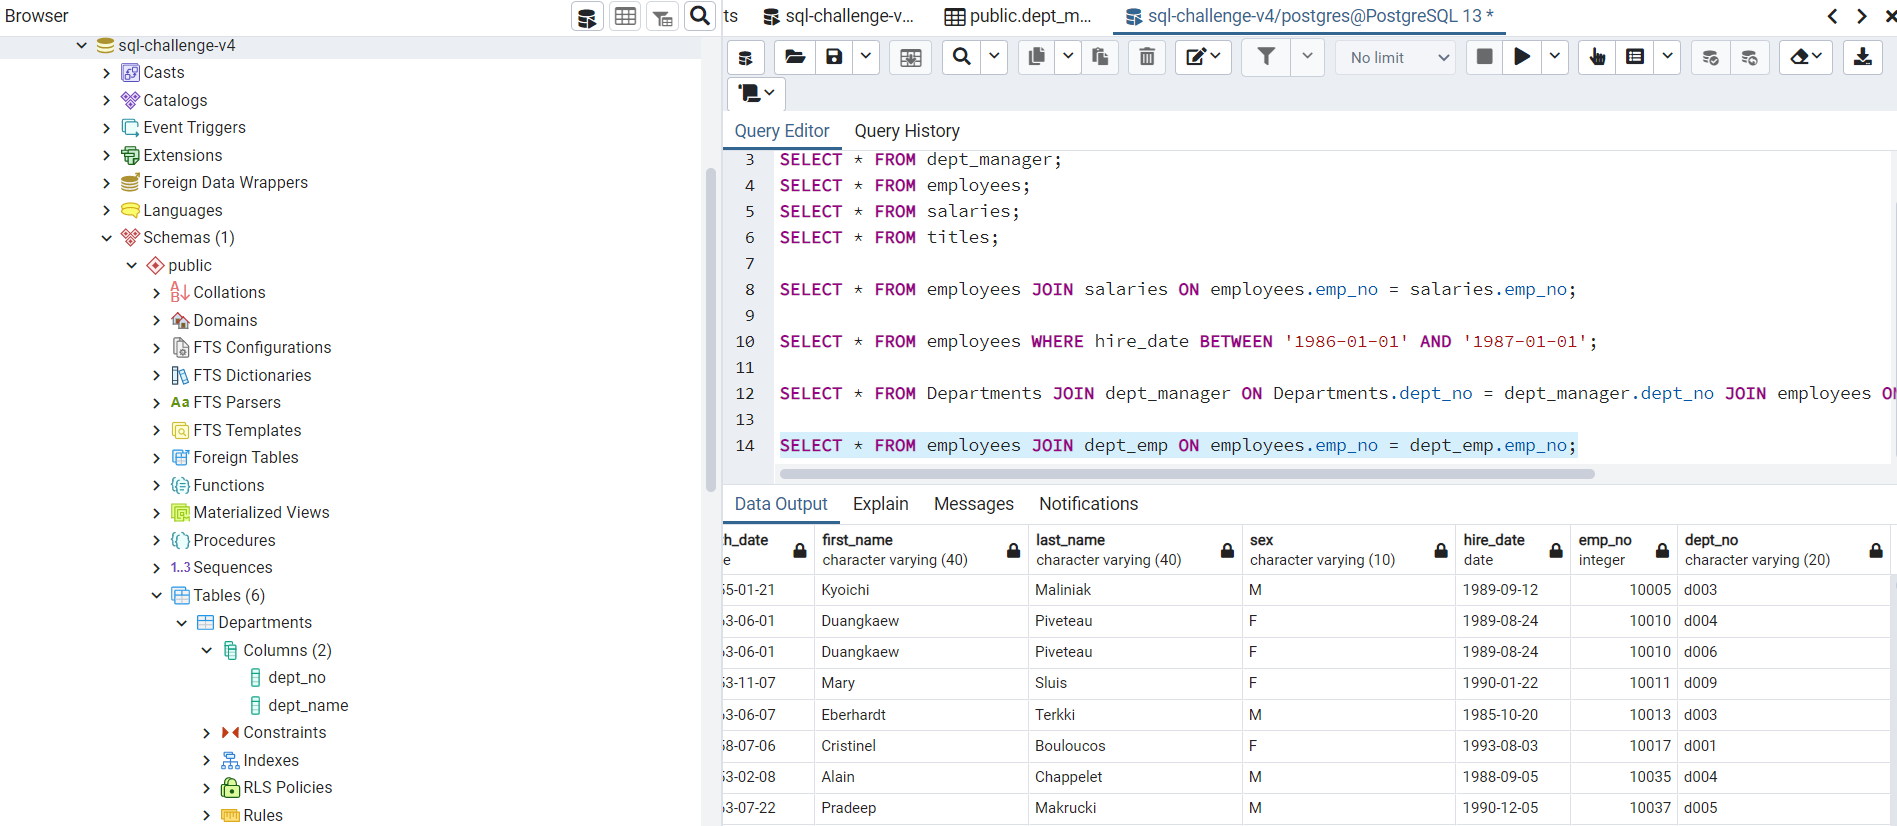 Browser
sql-challenge-v4
Casts
Catalogs
Event Triggers
Extensions
Foreign Data Wrappers
Languages
Schemas (1)
public
Collations
Domains
FTS Configurations
FTS Dictionaries
Aa FTS Parsers
FTS Templates
Foreign Tables
Functions
Materialized Views
Procedures
1..3 Sequences
Tables (6)
Departments
Columns (2)
dept_no
dept_name
Constraints
Indexes
RLS Policies
Rules
ts sql-challenge-v... public.dept_m... sql-challenge-v4/postgres@PostgreSQL 13 *
No limit
Query Editor Query History
3 SELECT * FROM dept_manager;
4 SELECT * FROM employees;
5 SELECT * FROM salaries;
6 SELECT * FROM titles;
7
8 SELECT * FROM employees JOIN salaries ON employees.emp_no = salaries.emp_no;
9
10 SELECT * FROM employees WHERE hire_date BETWEEN '1986-01-01' AND '1987-01-01';
11
12 SELECT * FROM Departments JOIN dept_manager ON Departments.dept_no = dept_manager.dept_no JOIN employees ON
13
14 SELECT * FROM employees JOIN dept_emp ON employees.emp_no = dept_emp.emp_no;
Data Output Explain Messages Notifications
h_date first_name last_name sex hire_date emp_no dept_no
e character varying (40) character varying (40) character varying (10) date integer character varying (20)
55-01-21 Kyoichi Maliniak M 1989-09-12 10005 d003
63-06-01 Duangkaew Piveteau F 1989-08-24 10010 d004
63-06-01 Duangkaew Piveteau F 1989-08-24 10010 d006
53-11-07 Mary Sluis F 1990-01-22 10011 d009
63-06-07 Eberhardt Terkki M 1985-10-20 10013 d003
58-07-06 Cristinel Bouloucos F 1993-08-03 10017 d001
53-02-08 Alain Chappelet M 1988-09-05 10035 d004
63-07-22 Pradeep Makrucki M 1990-12-05 10037 d005